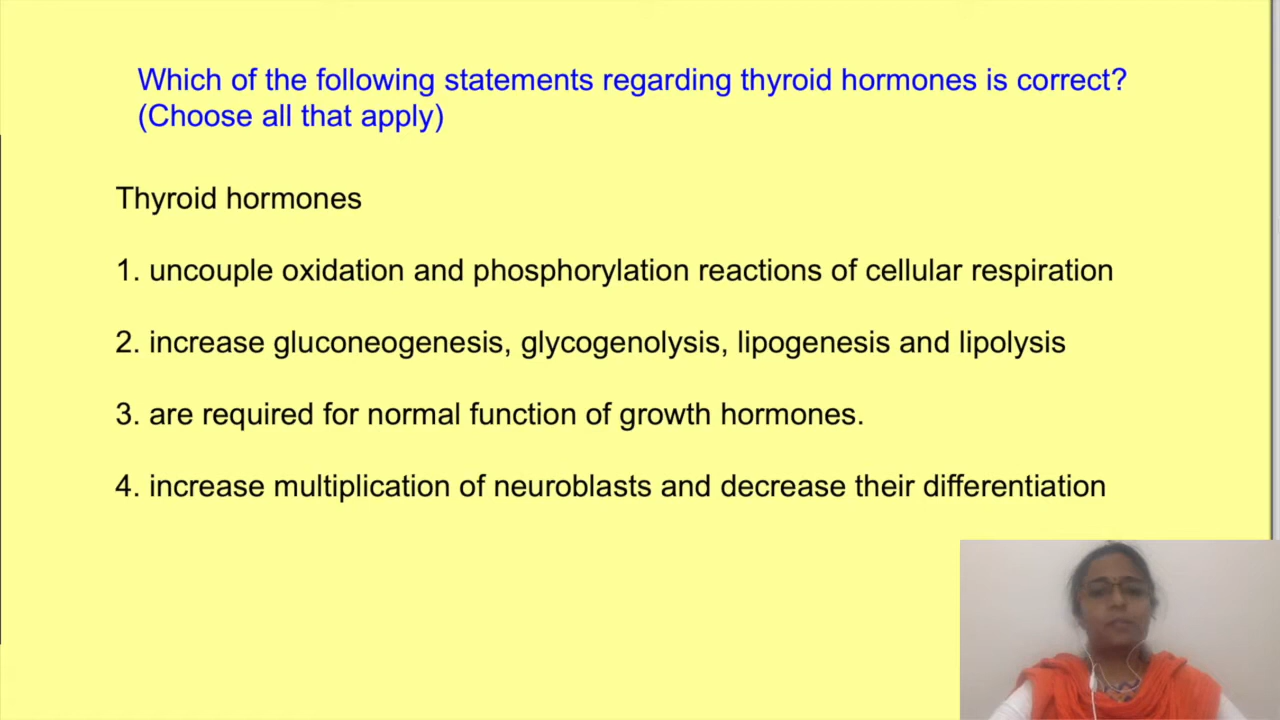 Which of the following statements regarding thyroid hormones is correct?
(Choose all that apply)
Thyroid hormones
1. uncouple oxidation and phosphorylation reactions of cellular respiration
2. increase gluconeogenesis, glycogenolysis, lipogenesis and lipolysis
3. are required for normal function of growth hormones.
4. increase multiplication of neuroblasts and decrease their differentiation